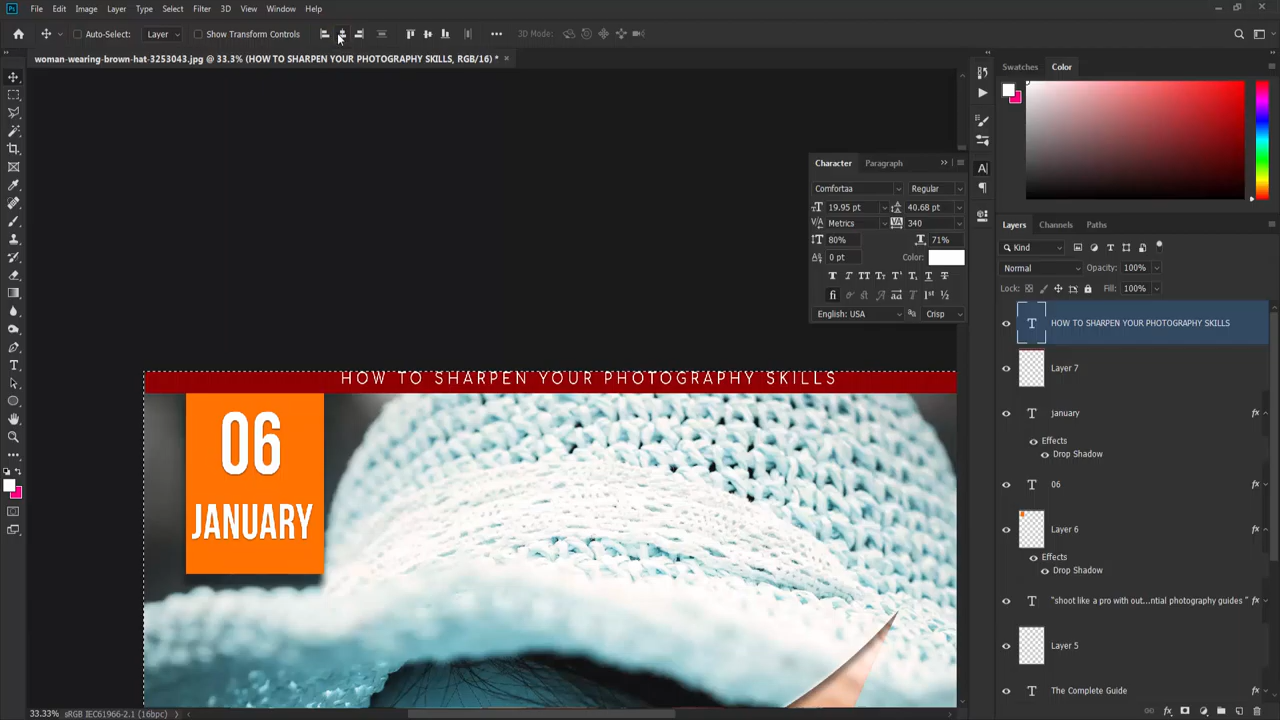 File Edit Image Layer Type Select Filter 3D View Window Help
Auto-Select: Layer Show Transform Controls 3D Mode:
woman-wearing-brown-hat-3253043.jpg @ 33.3% (HOW TO SHARPEN YOUR PHOTOGRAPHY SKILLS, RGB/16) * ×
Swatches Color
Character Paragraph
Comfortaa Regular
19.95 pt 40.68 pt
Metrics 340
80% 71%
0 pt Color:
English: USA Crisp
Layers Channels Paths
Kind
Normal Opacity: 100%
Lock: Fill: 100%
HOW TO SHARPEN YOUR PHOTOGRAPHY SKILLS
Layer 7
january fx
Effects
Drop Shadow
06 fx
Layer 6 fx
Effects
Drop Shadow
"shoot like a pro with out...ntial photography guides "
Layer 5
The Complete Guide
HOW TO SHARPEN YOUR PHOTOGRAPHY SKILLS
06
JANUARY
33.33% sRGB IEC61966-2.1 (16bpc)